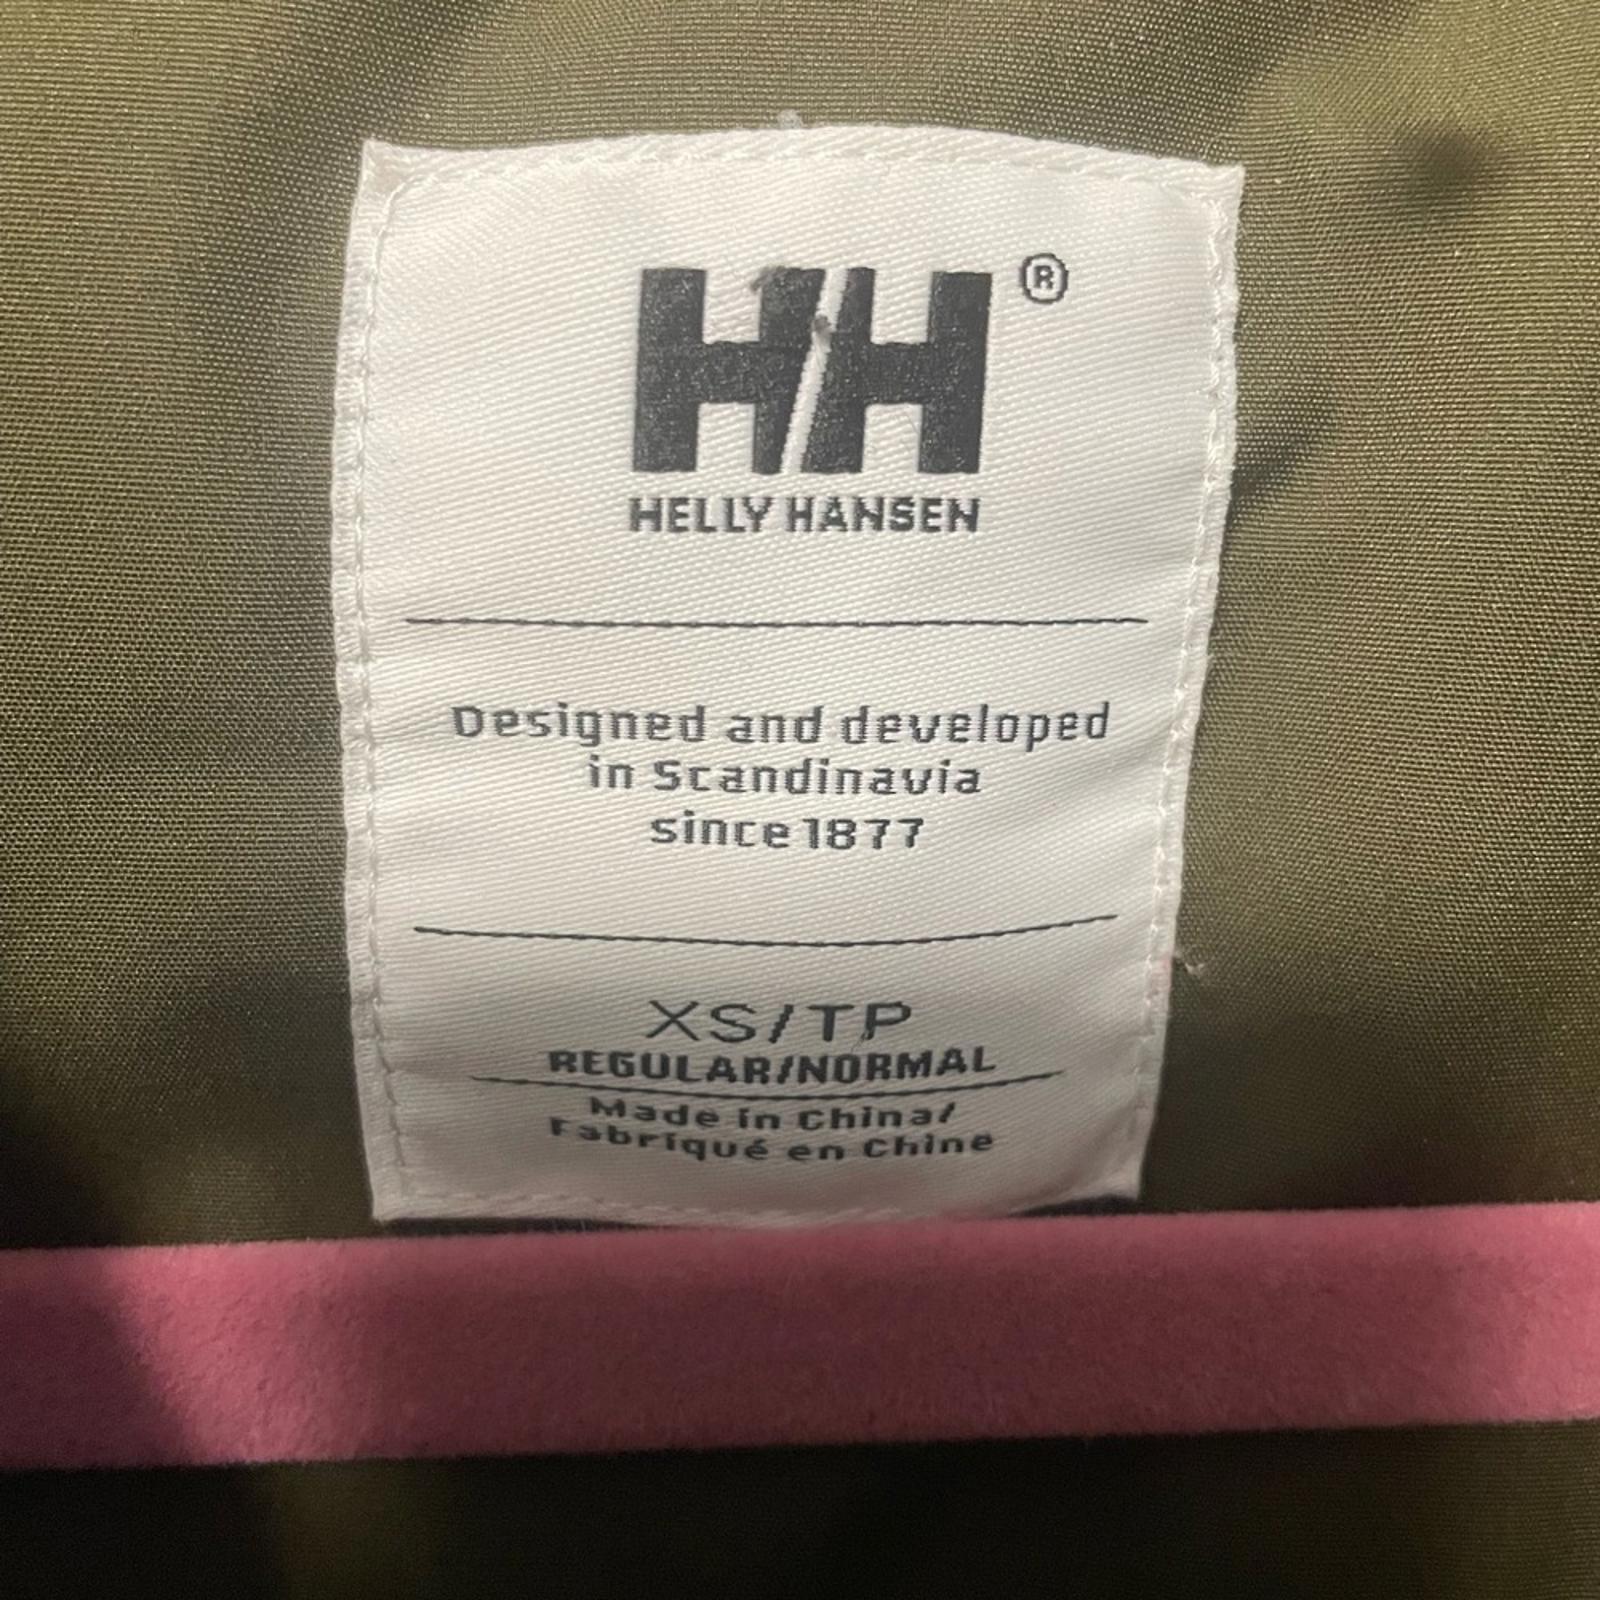 HH®
HELLY HANSEN
Designed and developed
in Scandinavia
since 1877
XS/TP
REGULAR/NORMAL
Made in China/
Fabriqué en Chine